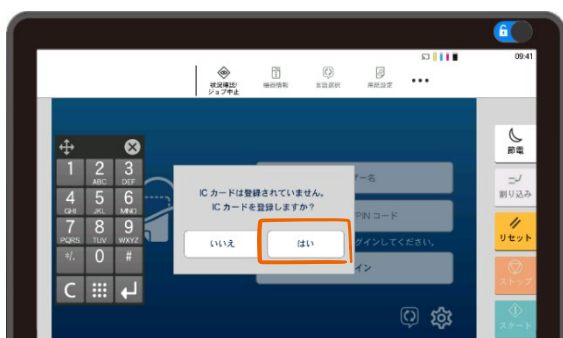 6
09:41
状況確認/
ジョブ中止
機器情報
言語選択
用紙設定
•••
節電
割り込み
リセット
ストップ
スタート
1
2
ABC
3
DEF
4
GHI
5
JKL
6
MNO
7
PQRS
8
TUV
9
WXYZ
*/.
0
#
C
ICカードは登録されていません。
ICカードを登録しますか?
いいえ
はい
ー名
PINコード
グインしてください。
イン